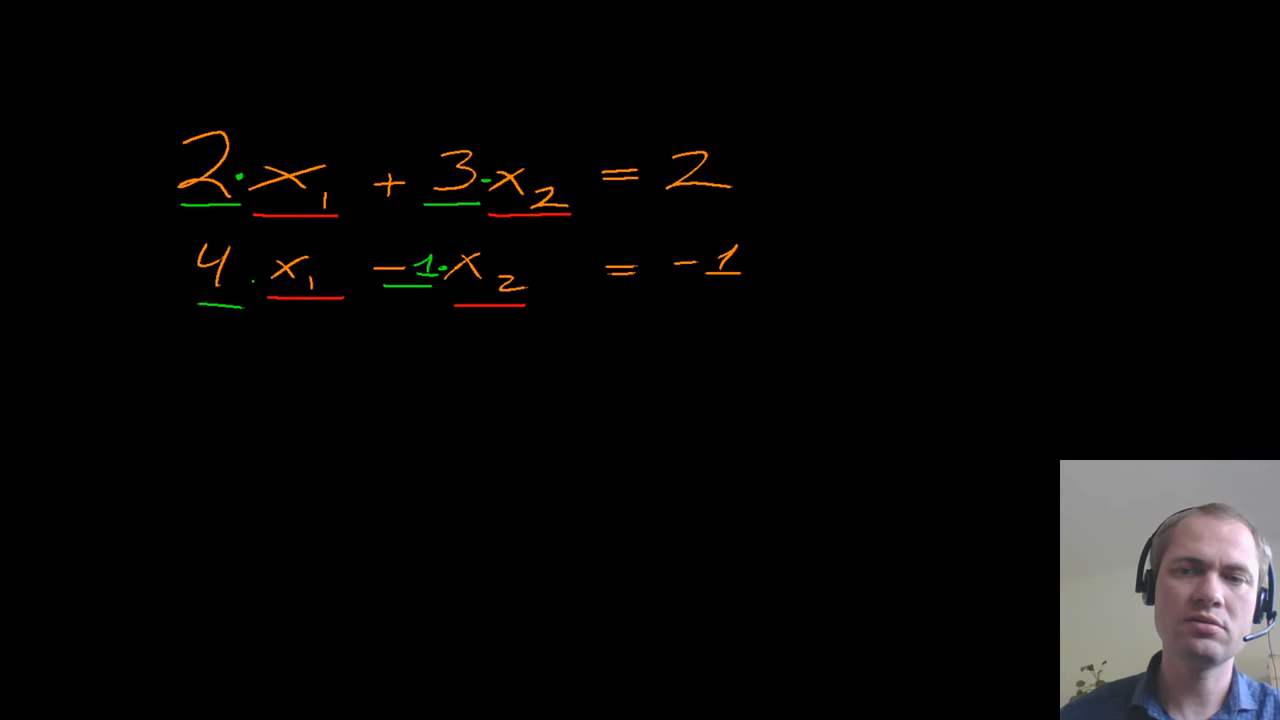 2·x₁ + 3·x₂ = 2
4·x₁ -1·x₂ = -1